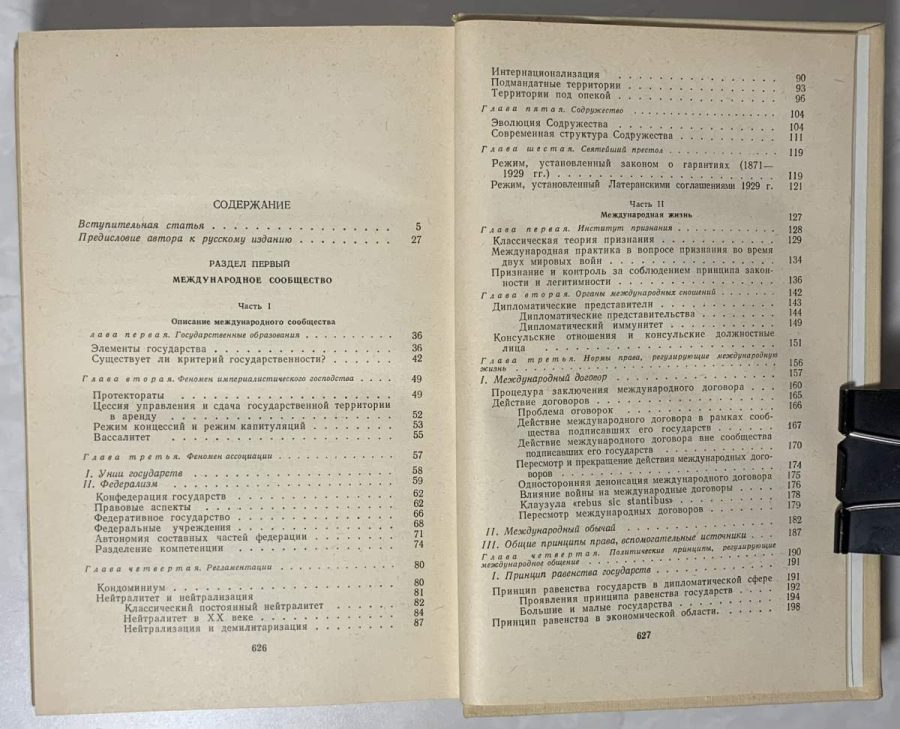 СОДЕРЖАНИЕ
Вступительная статья . . . . . . . . . . . . . . . 5
Предисловие автора к русскому изданию . . . . . . . . 27
РАЗДЕЛ ПЕРВЫЙ
МЕЖДУНАРОДНОЕ СООБЩЕСТВО
Часть I
Описание международного сообщества
лава первая. Государственные образования . . . . . . 36
Элементы государства . . . . . . . . . . . . . 36
Существует ли критерий государственности? . . . . . 42
Глава вторая. Феномен империалистического господства . . . . 49
Протектораты . . . . . . . . . . . . . . . 49
Цессия управления и сдача государственной территории
в аренду . . . . . . . . . . . . . . . 52
Режим концессий и режим капитуляций . . . . . . . 53
Вассалитет . . . . . . . . . . . . . . . 55
Глава третья. Феномен ассоциации . . . . . . . . . 57
I. Унии государств . . . . . . . . . . . . . 58
II. Федерализм . . . . . . . . . . . . . . 59
Конфедерация государств . . . . . . . . . . . 62
Правовые аспекты . . . . . . . . . . . . . 62
Федеративное государство . . . . . . . . . . . 66
Федеральные учреждения . . . . . . . . . . . 68
Автономия составных частей федерации . . . . . . . 71
Разделение компетенции . . . . . . . . . . . 74
Глава четвертая. Регламентации . . . . . . . . . 80
Кондоминиум . . . . . . . . . . . . . . 80
Нейтралитет и нейтрализация . . . . . . . . . . 81
Классический постоянный нейтралитет . . . . . . 82
Нейтралитет в XX веке . . . . . . . . . . . 84
Нейтрализация и демилитаризация . . . . . . . 87
626
Интернационализация . . . . . . . . . . . . 90
Подмандатные территории . . . . . . . . . . . 93
Территории под опекой . . . . . . . . . . . . 96
Глава пятая. Содружество . . . . . . . . . . . . 104
Эволюция Содружества . . . . . . . . . . . . 104
Современная структура Содружества . . . . . . . . 111
Глава шестая. Святейший престол . . . . . . . . . 119
Режим, установленный законом о гарантиях (1871—
1929 гг.) . . . . . . . . . . . . . . . 119
Режим, установленный Латеранскими соглашениями 1929 г. 121
Часть II
Международная жизнь 127
Глава первая. Институт признания . . . . . . . . . 128
Классическая теория признания . . . . . . . . . 129
Международная практика в вопросе признания во время
двух мировых войн . . . . . . . . . . . . 134
Признание и контроль за соблюдением принципа закон-
ности и легитимности . . . . . . . . . . . 136
Глава вторая. Органы международных сношений . . . . . 142
Дипломатические представители . . . . . . . . . 143
Дипломатические представительства . . . . . . . 144
Дипломатический иммунитет . . . . . . . . . 149
Консульские отношения и консульские должностные
лица . . . . . . . . . . . . . . . . 151
Глава третья. Нормы права, регулирующие международную
жизнь . . . . . . . . . . . . . . . . . 156
I. Международный договор . . . . . . . . . . . 157
Процедура заключения международного договора . . . . 160
Действие договоров . . . . . . . . . . . . . 165
Проблема оговорок . . . . . . . . . . . . 166
Действие международного договора в рамках сооб-
щества подписавших его государств . . . . . . . 167
Действие международного договора вне сообщества
подписавших его государств . . . . . . . . . 170
Пересмотр и прекращение действия международных дого-
воров . . . . . . . . . . . . . . . . 174
Односторонняя денонсация международного договора 175
Влияние войны на международные договоры . . . . 176
Клаузула «rebus sic stantibus» . . . . . . . . 178
Пересмотр международных договоров . . . . . . 179
II. Международный обычай . . . . . . . . . . . 182
III. Общие принципы права, вспомогательные источники . . . 187
Глава четвертая. Политические принципы, регулирующие
международное общение . . . . . . . . . . . . 190
I. Принцип равенства государств . . . . . . . . . 191
Принцип равенства государств в дипломатической сфере 191
Проявления принципа равенства государств . . . . 192
Большие и малые государства . . . . . . . . . 194
Принцип равенства в экономической области. . . . . . 198
627